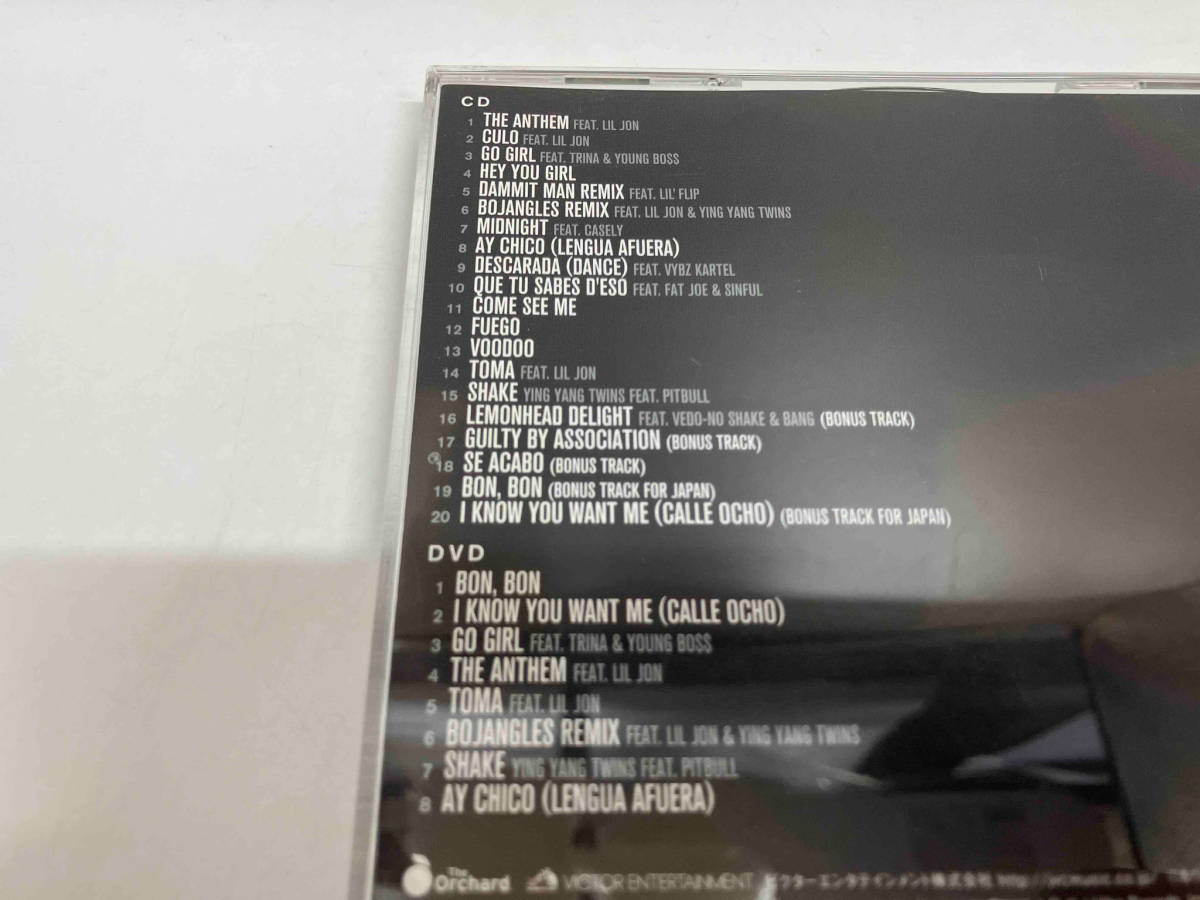 CD
1 THE ANTHEM FEAT. LIL JON
2 CULO FEAT. LIL JON
3 GO GIRL FEAT. TRINA & YOUNG BO$$
4 HEY YOU GIRL
5 DAMMIT MAN REMIX FEAT. LIL' FLIP
6 BOJANGLES REMIX FEAT. LIL JON & YING YANG TWINS
7 MIDNIGHT FEAT. CASELY
8 AY CHICO (LENGUA AFUERA)
9 DESCARADA (DANCE) FEAT. VYBZ KARTEL
10 QUE TU SABES D'ESO FEAT. FAT JOE & SINFUL
11 COME SEE ME
12 FUEGO
13 VOODOO
14 TOMA FEAT. LIL JON
15 SHAKE YING YANG TWINS FEAT. PITBULL
16 LEMONHEAD DELIGHT FEAT. VEDO-NO SHAKE & BANG (BONUS TRACK)
17 GUILTY BY ASSOCIATION (BONUS TRACK)
18 SE ACABO (BONUS TRACK)
19 BON, BON (BONUS TRACK FOR JAPAN)
20 I KNOW YOU WANT ME (CALLE OCHO) (BONUS TRACK FOR JAPAN)
DVD
1 BON, BON
2 I KNOW YOU WANT ME (CALLE OCHO)
3 GO GIRL FEAT. TRINA & YOUNG BO$$
4 THE ANTHEM FEAT. LIL JON
5 TOMA FEAT. LIL JON
6 BOJANGLES REMIX FEAT. LIL JON & YING YANG TWINS
7 SHAKE YING YANG TWINS FEAT. PITBULL
8 AY CHICO (LENGUA AFUERA)
The Orchard VICTOR ENTERTAINMENT ビクターエンタテインメント株式会社